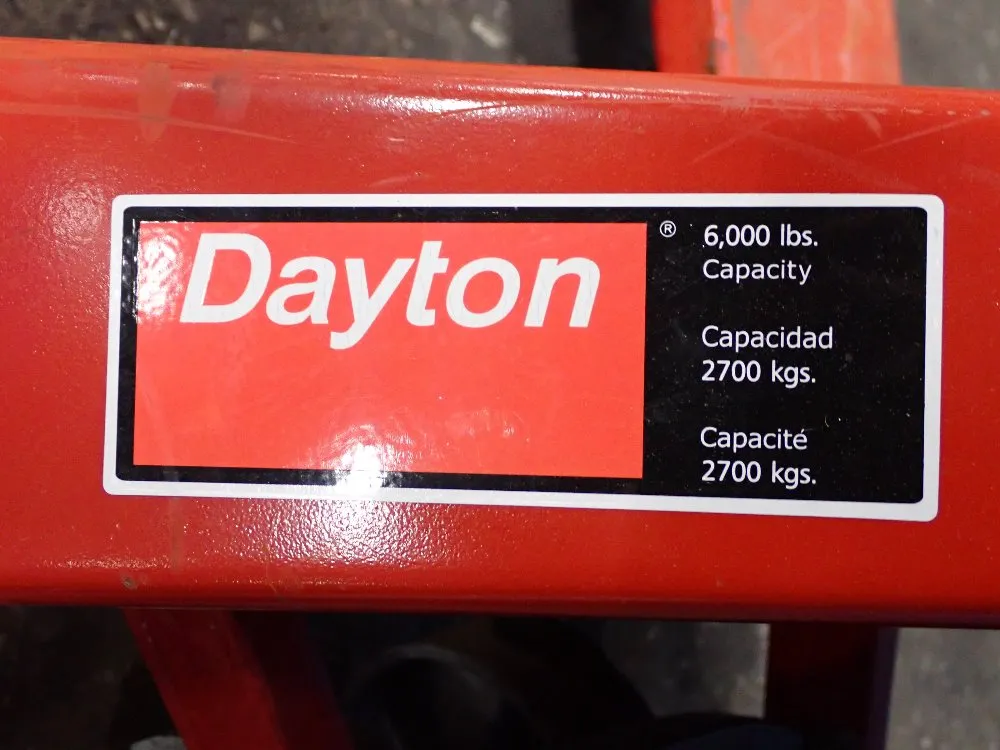 Dayton®
6,000 lbs.
Capacity
Capacidad
2700 kgs.
Capacité
2700 kgs.